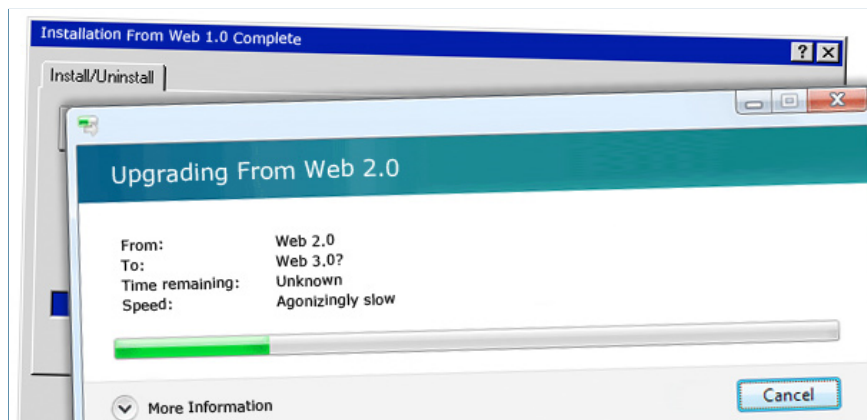 Installation From Web 1.0 Complete
Install/Uninstall
Upgrading From Web 2.0
From: Web 2.0
To: Web 3.0?
Time remaining: Unknown
Speed: Agonizingly slow
More Information
Cancel